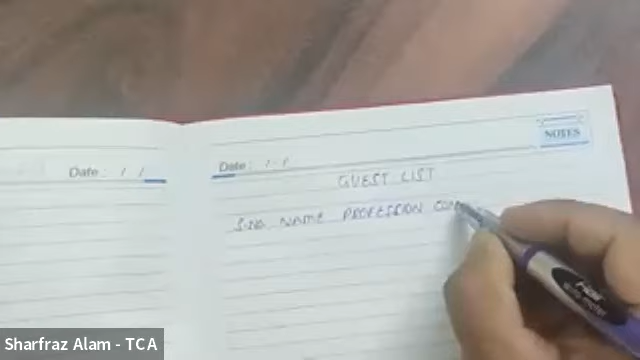 NOTES
Date : / /
Date : / /
GUEST LIST
S.NO NAME PROFESSION
Sharfraz Alam - TCA